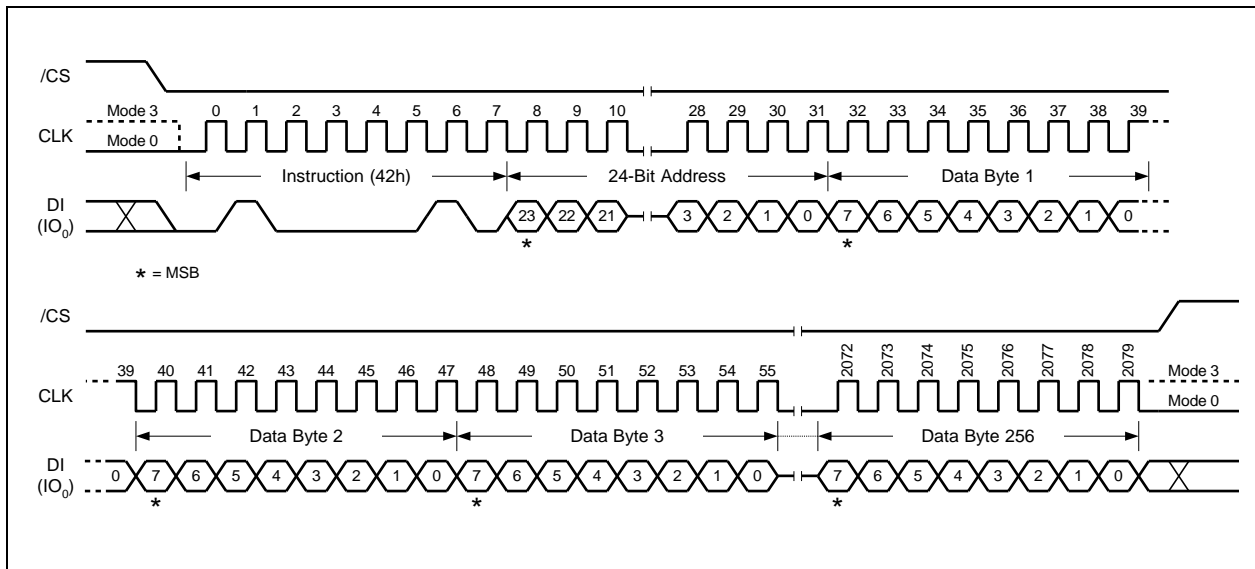 /CS
Mode 3 0 1 2 3 4 5 6 7 8 9 10 28 29 30 31 32 33 34 35 36 37 38 39
CLK
Mode 0
Instruction (42h) 24-Bit Address Data Byte 1
DI
(IO0)
23 22 21 3 2 1 0 7 6 5 4 3 2 1 0
* *
* = MSB
/CS
39 40 41 42 43 44 45 46 47 48 49 50 51 52 53 54 55 2072 2073 2074 2075 2076 2077 2078 2079 Mode 3
CLK
Mode 0
Data Byte 2 Data Byte 3 Data Byte 256
DI
(IO0)
0 7 6 5 4 3 2 1 0 7 6 5 4 3 2 1 0 7 6 5 4 3 2 1 0
* * *